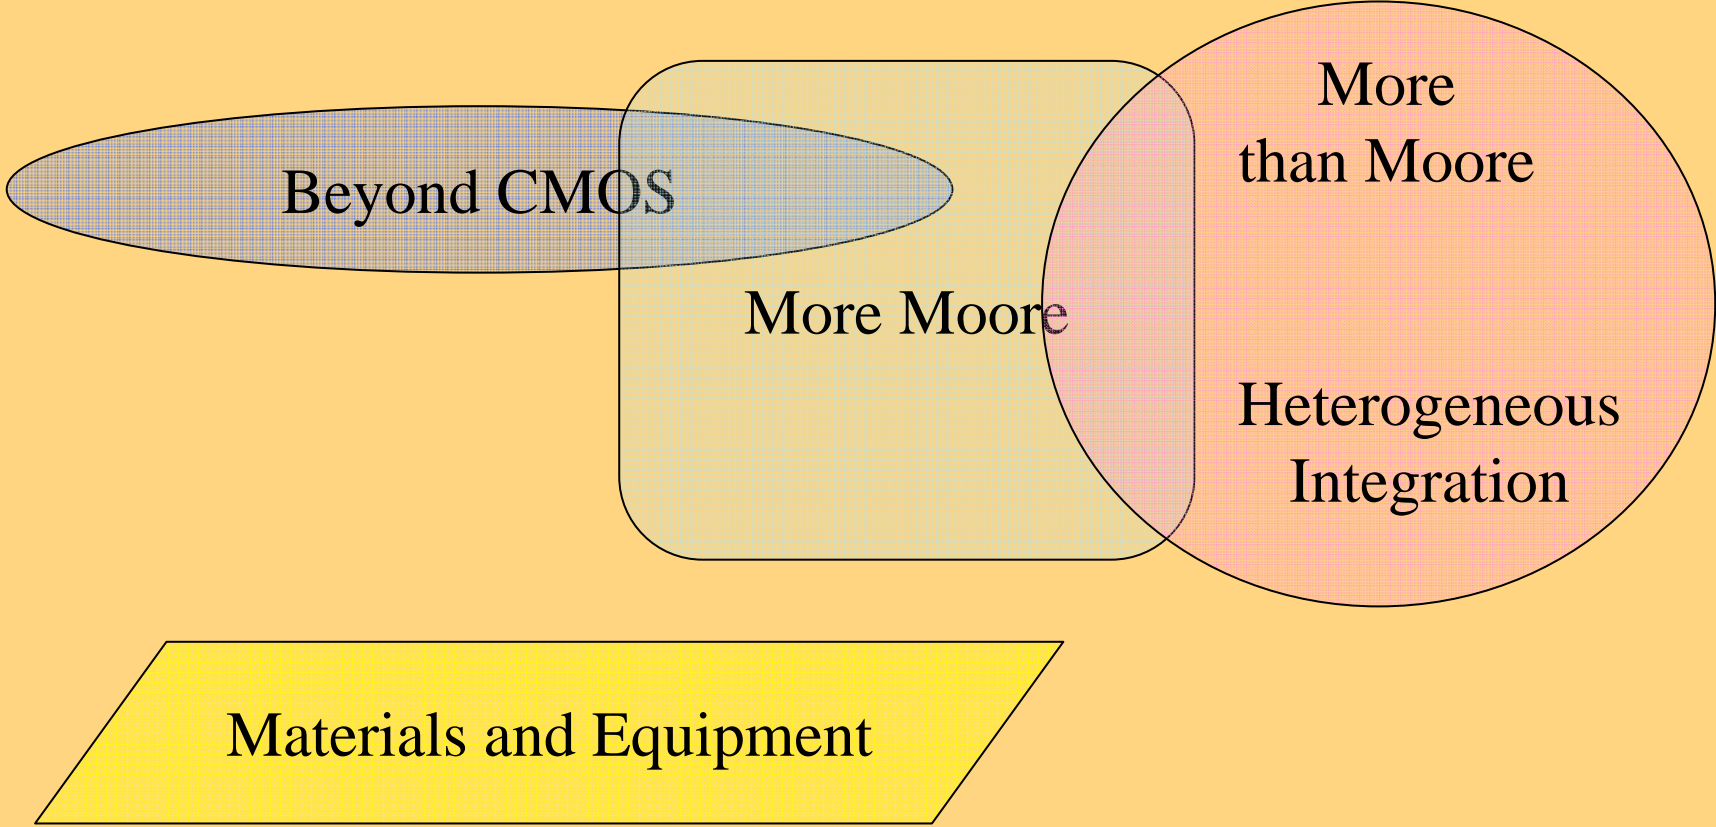 Beyond CMOS
More Moore
More
than Moore
Heterogeneous
Integration
Materials and Equipment